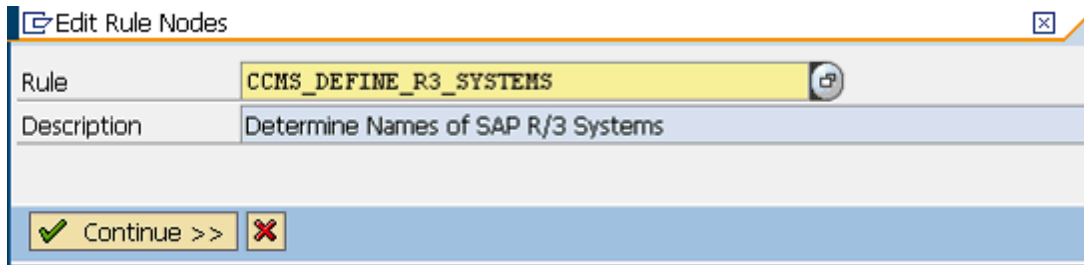 Edit Rule Nodes
Rule CCMS_DEFINE_R3_SYSTEMS
Description Determine Names of SAP R/3 Systems
Continue >>